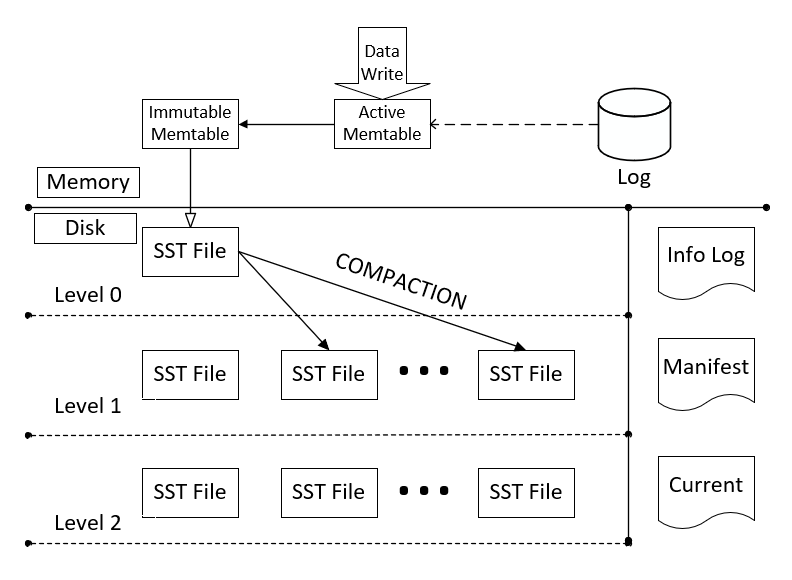 Data
Write
Immutable
Memtable
Active
Memtable
Log
Memory
Disk
SST File
Info Log
COMPACTION
Level 0
SST File
SST File
SST File
Manifest
Level 1
SST File
SST File
SST File
Current
Level 2